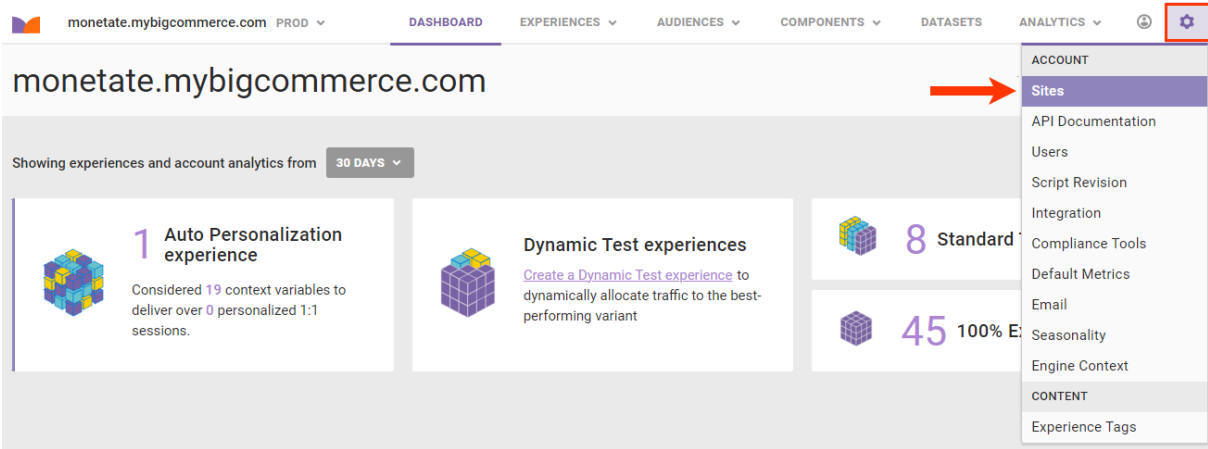 monetate.mybigcommerce.com PROD
DASHBOARD
EXPERIENCES
AUDIENCES
COMPONENTS
DATASETS
ANALYTICS
monetate.mybigcommerce.com
Showing experiences and account analytics from 30 DAYS
1 Auto Personalization
experience
Considered 19 context variables to
deliver over 0 personalized 1:1
sessions.
Dynamic Test experiences
Create a Dynamic Test experience to
dynamically allocate traffic to the best-
performing variant
8 Standard
45 100%
ACCOUNT
Sites
API Documentation
Users
Script Revision
Integration
Compliance Tools
Default Metrics
Email
Seasonality
Engine Context
CONTENT
Experience Tags